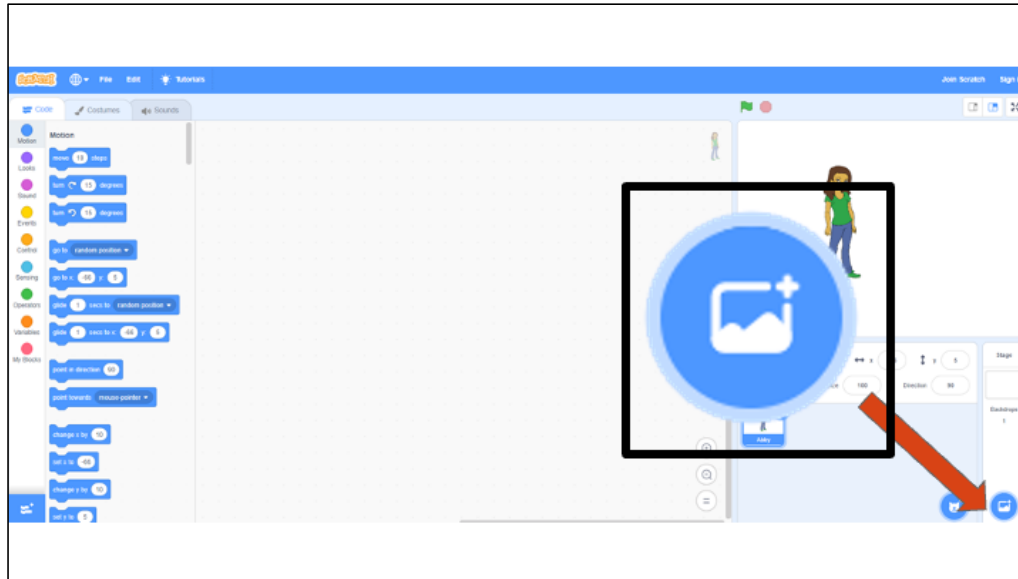 SCRATCH File Edit Tutorials Join Scratch Sign
Code Costumes Sounds
Motion
Motion
move 10 steps
Looks
turn 15 degrees
Sound
turn 15 degrees
Events
Control
go to random position
Sensing
go to x: -66 y: 5
Operators
glide 1 secs to random position
Variables
glide 1 secs to x: -66 y: 5
My Blocks
point in direction 90
point towards mouse-pointer
change x by 10
set x to -66
change y by 10
set y to 5
x y 5
100 Direction 90
Abby
Stage
Backdrops
1